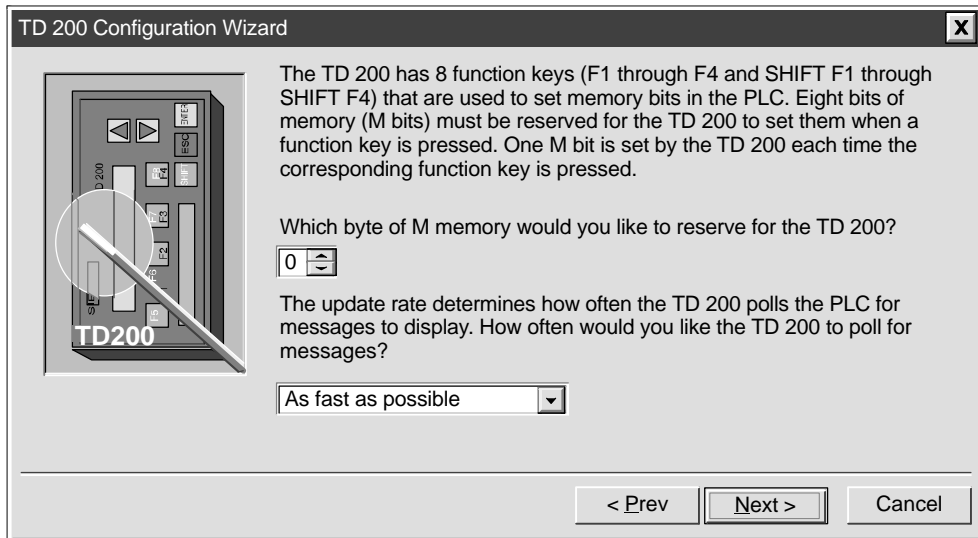 TD 200 Configuration Wizard
X
ENTER
ESC
D 200
F8
F4
SHIFT
F7
F3
F2
F6
F5
TD200
The TD 200 has 8 function keys (F1 through F4 and SHIFT F1 through
SHIFT F4) that are used to set memory bits in the PLC. Eight bits of
memory (M bits) must be reserved for the TD 200 to set them when a
function key is pressed. One M bit is set by the TD 200 each time the
corresponding function key is pressed.
Which byte of M memory would you like to reserve for the TD 200?
0
The update rate determines how often the TD 200 polls the PLC for
messages to display. How often would you like the TD 200 to poll for
messages?
As fast as possible
< Prev
Next >
Cancel